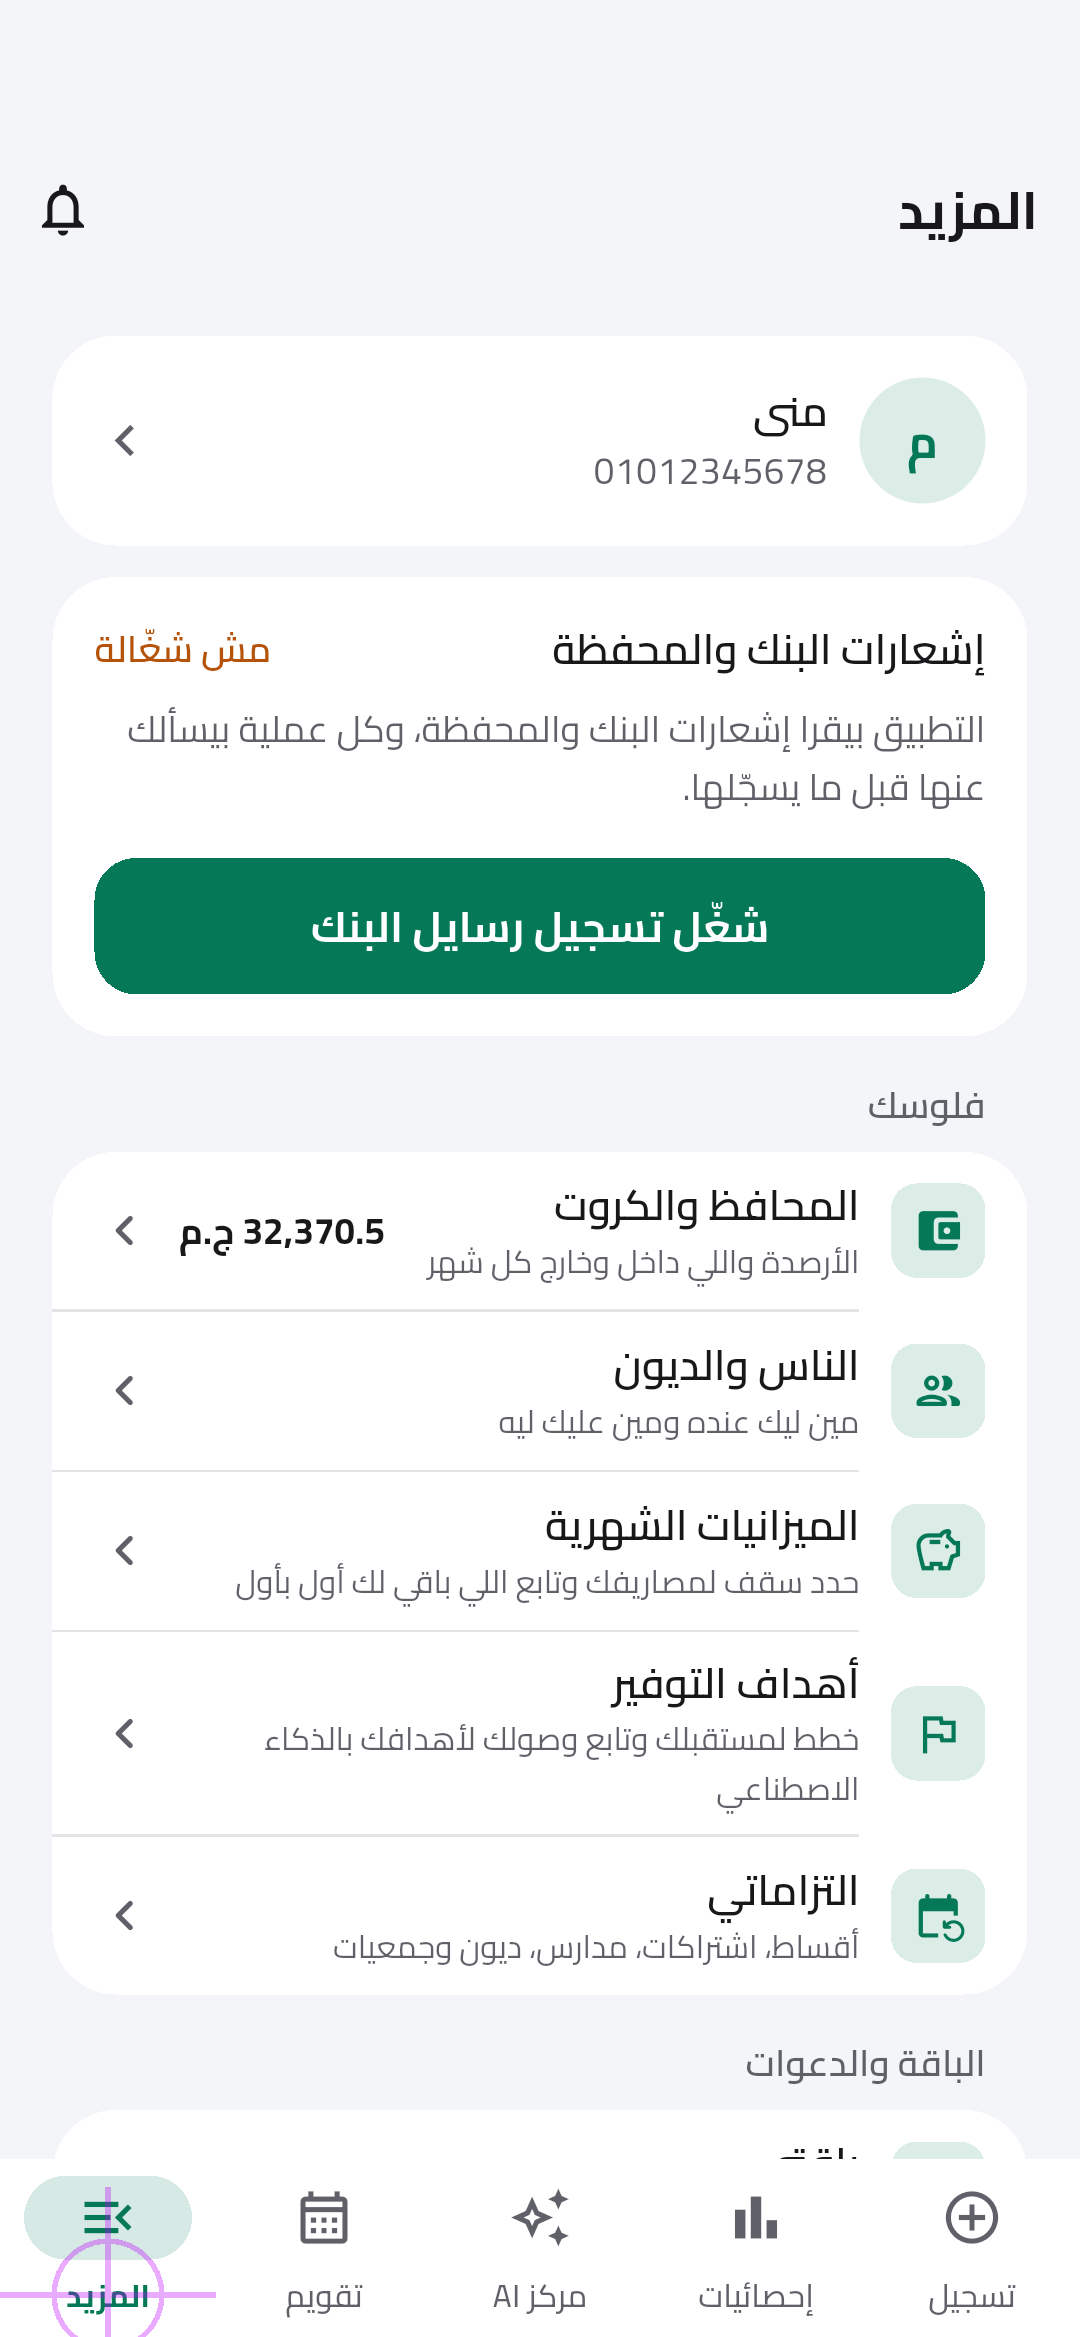 المزيد
منى
م
01012345678
إشعارات البنك والمحفظة
مش شغّالة
التطبيق بيقرا إشعارات البنك والمحفظة، وكل عملية بيسألك
عنها قبل ما يسجّلها.
شغّل تسجيل رسايل البنك
فلوسك
المحافظ والكروت
32,370.5 ج.م
الأرصدة واللي داخل وخارج كل شهر
الناس والديون
مين ليك عنده ومين عليك ليه
الميزانيات الشهرية
حدد سقف لمصاريفك وتابع اللي باقي لك أول بأول
أهداف التوفير
خطط لمستقبلك وتابع وصولك لأهدافك بالذكاء
الاصطناعي
التزاماتي
أقساط، اشتراكات، مدارس، ديون وجمعيات
الباقة والدعوات
تسجيل
إحصائيات
مركز AI
تقويم
المزيد